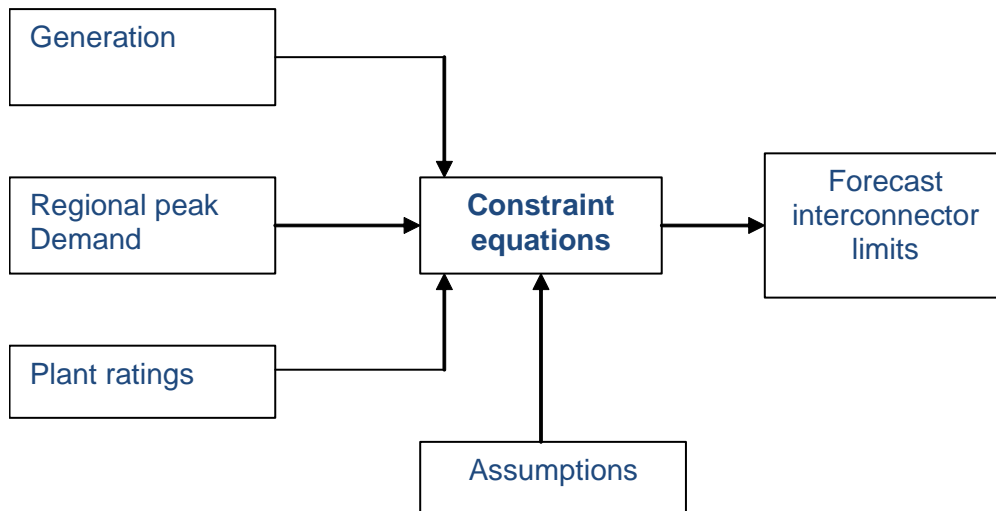 Generation
Regional peak
Demand
Plant ratings
Constraint
equations
Assumptions
Forecast
interconnector
limits